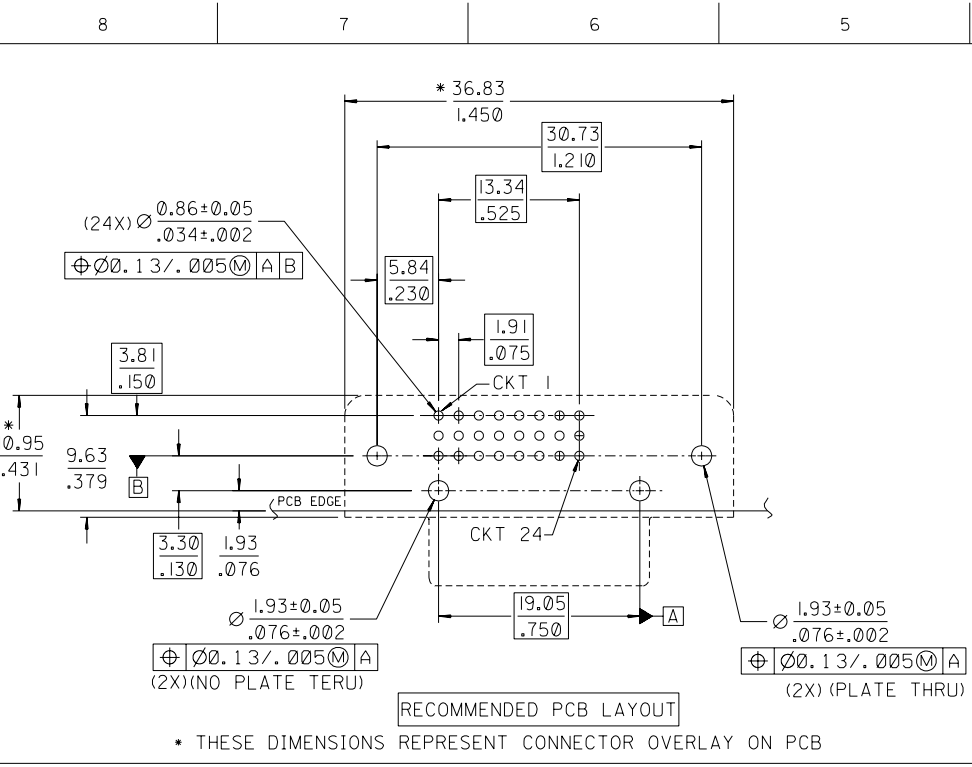 8 7 6 5
* 36.83
1.450
30.73
1.210
13.34
.525
(24X) Ø 0.86±0.05
.034±.002
⌖ Ø0.13/.005Ⓜ A B
5.84
.230
1.91
.075
3.81
.150
CKT 1
*
0.95
.431
9.63
.379
B
PCB EDGE
CKT 24
3.30
.130
1.93
.076
Ø 1.93±0.05
.076±.002
⌖ Ø0.13/.005Ⓜ A
(2X)(NO PLATE TERU)
19.05
.750
A
Ø 1.93±0.05
.076±.002
⌖ Ø0.13/.005Ⓜ A
(2X) (PLATE THRU)
RECOMMENDED PCB LAYOUT
* THESE DIMENSIONS REPRESENT CONNECTOR OVERLAY ON PCB